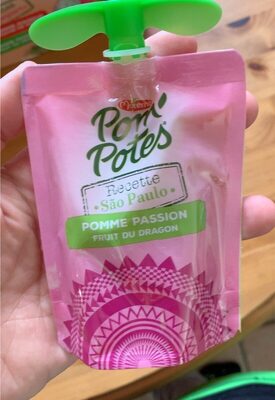 Pom'
Potes
Recette
São Paulo
POMME PASSION
FRUIT DU DRAGON